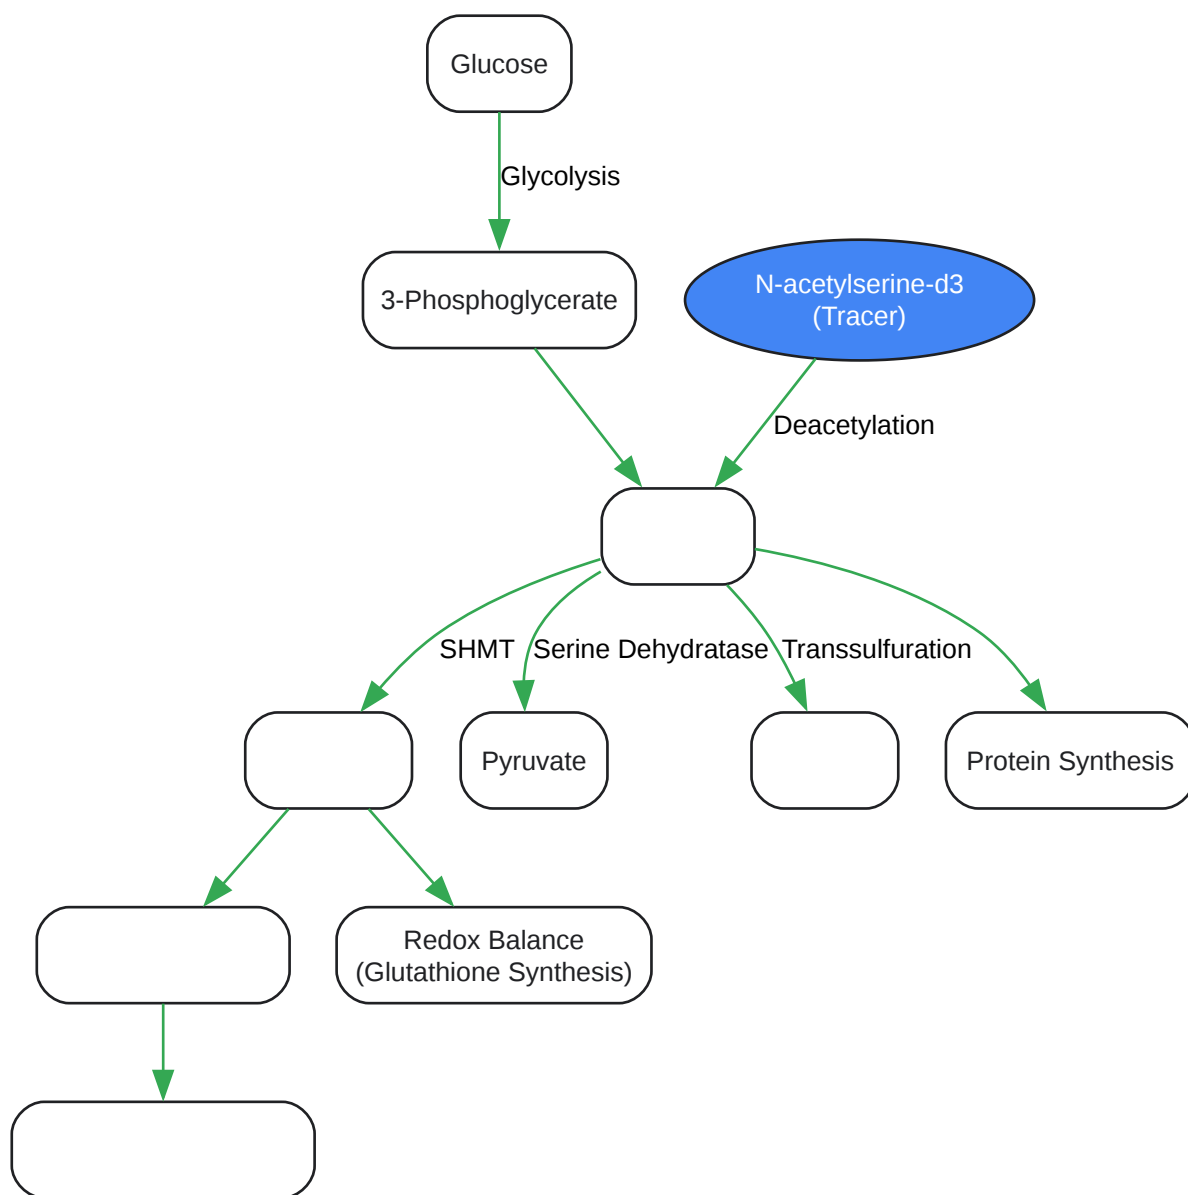 Glucose
Glycolysis
3-Phosphoglycerate
N-acetylserine-d3
(Tracer)
Deacetylation
SHMT
Serine Dehydratase
Transsulfuration
Pyruvate
Protein Synthesis
Redox Balance
(Glutathione Synthesis)